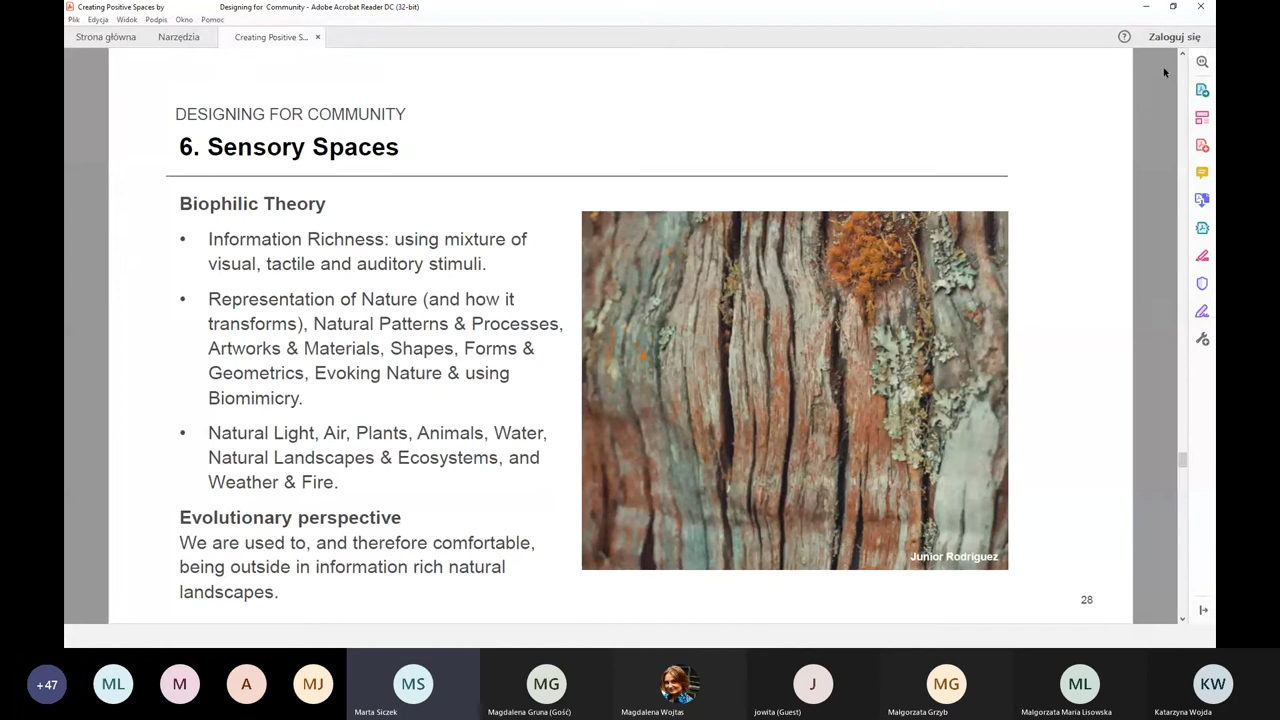 Creating Positive Spaces by Designing for Community - Adobe Acrobat Reader DC (32-bit)
Plik Edycja Widok Podpis Okno Pomoc
Strona główna Narzędzia Creating Positive S... × Zaloguj się
DESIGNING FOR COMMUNITY
6. Sensory Spaces
Biophilic Theory
• Information Richness: using mixture of
visual, tactile and auditory stimuli.
• Representation of Nature (and how it
transforms), Natural Patterns & Processes,
Artworks & Materials, Shapes, Forms &
Geometrics, Evoking Nature & using
Biomimicry.
• Natural Light, Air, Plants, Animals, Water,
Natural Landscapes & Ecosystems, and
Weather & Fire.
Evolutionary perspective
We are used to, and therefore comfortable,
being outside in information rich natural
landscapes.
Junior Rodriguez
28
+47 ML M A MJ MS MG J MG ML KW
Marta Siczek Magdalena Gruna (Gość) Magdalena Wojtas jowita (Guest) Małgorzata Grzyb Małgorzata Maria Lisowska Katarzyna Wojda